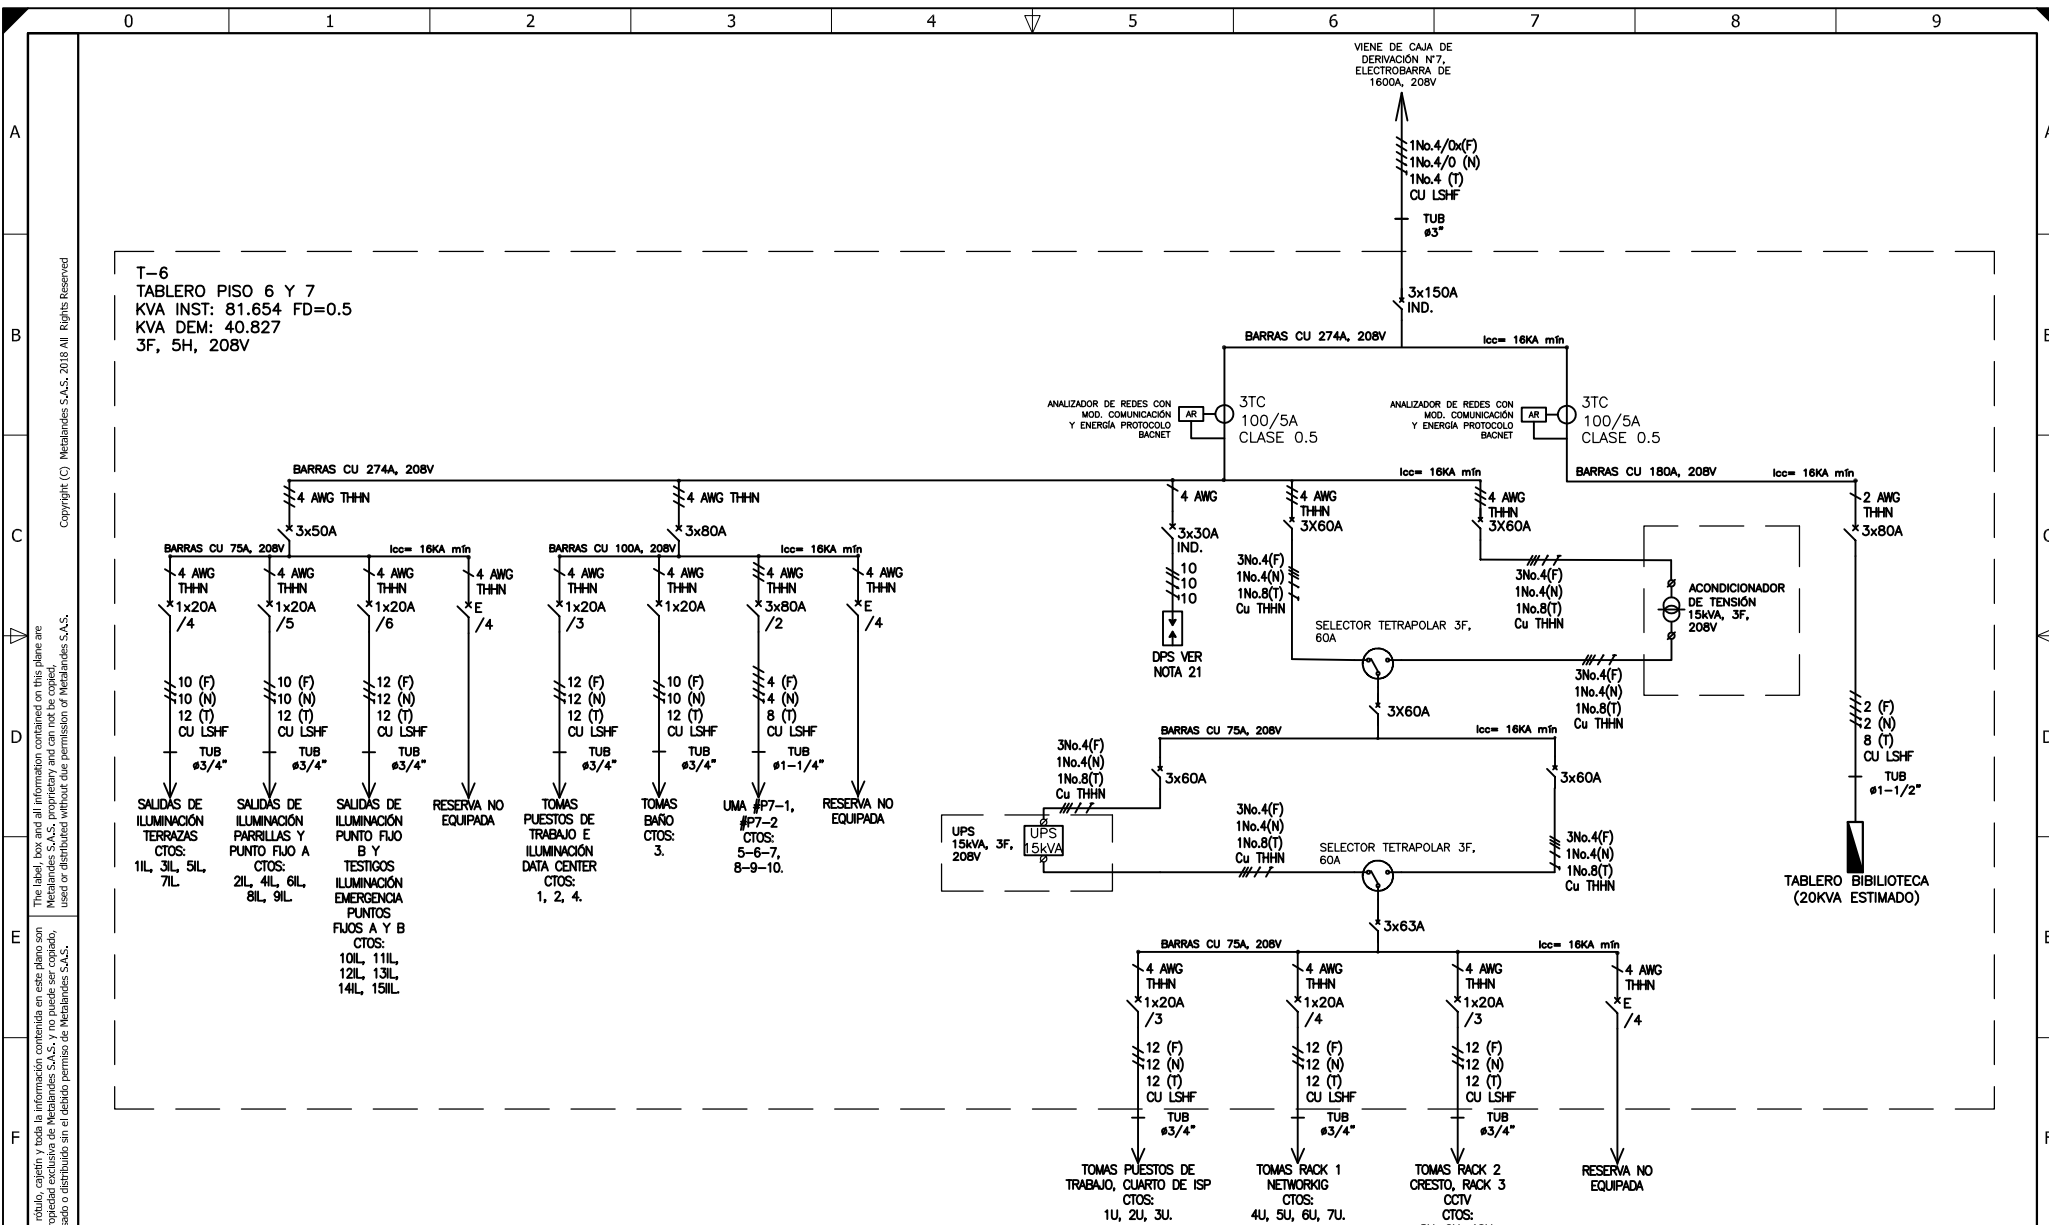 0 1 2 3 4 5 6 7 8 9
A
B
C
D
E
F
Copyright (C) Metalandes S.A.S. 2018 All Rights Reserved
The label, box and all information contained on this plane are
Metalandes S.A.S. proprietary and can not be copied,
used or distributed without due permission of Metalandes S.A.S.
rótulo, cajetín y toda la información contenida en este plano son
exclusiva de Metalandes S.A.S. y no puede ser copiado,
o distribuido sin el debido permiso de Metalandes S.A.S.
VIENE DE CAJA DE
DERIVACIÓN N°7,
ELECTROBARRA DE
1600A, 208V
1No.4/0x(F)
1No.4/0 (N)
1No.4 (T)
CU LSHF
TUB
ø3"
T-6
TABLERO PISO 6 Y 7
KVA INST: 81.654 FD=0.5
KVA DEM: 40.827
3F, 5H, 208V
3x150A
IND.
BARRAS CU 274A, 208V
Icc= 16KA mín
ANALIZADOR DE REDES CON
MOD. COMUNICACIÓN
Y ENERGÍA PROTOCOLO
BACNET
AR
3TC
100/5A
CLASE 0.5
ANALIZADOR DE REDES CON
MOD. COMUNICACIÓN
Y ENERGÍA PROTOCOLO
BACNET
AR
3TC
100/5A
CLASE 0.5
BARRAS CU 274A, 208V
Icc= 16KA mín
BARRAS CU 180A, 208V
Icc= 16KA mín
4 AWG THHN
3x50A
4 AWG THHN
3x80A
4 AWG
3x30A
IND.
10
10
10
DPS VER
NOTA 21
4 AWG
THHN
3X60A
3No.4(F)
1No.4(N)
1No.8(T)
Cu THHN
4 AWG
THHN
3X60A
3No.4(F)
1No.4(N)
1No.8(T)
Cu THHN
ACONDICIONADOR
DE TENSIÓN
15kVA, 3F,
208V
3No.4(F)
1No.4(N)
1No.8(T)
Cu THHN
2 AWG
THHN
3x80A
2 (F)
2 (N)
8 (T)
CU LSHF
TUB
ø1-1/2"
TABLERO BIBILIOTECA
(20KVA ESTIMADO)
BARRAS CU 75A, 208V
Icc= 16KA mín
4 AWG
THHN
1x20A
/4
10 (F)
10 (N)
12 (T)
CU LSHF
TUB
ø3/4"
SALIDAS DE
ILUMINACIÓN
TERRAZAS
CTOS:
1IL, 3IL, 5IL,
7IL.
4 AWG
THHN
1x20A
/5
10 (F)
10 (N)
12 (T)
CU LSHF
TUB
ø3/4"
SALIDAS DE
ILUMINACIÓN
PARRILLAS Y
PUNTO FIJO A
CTOS:
2IL, 4IL, 6IL,
8IL, 9IL.
4 AWG
THHN
1x20A
/6
12 (F)
12 (N)
12 (T)
CU LSHF
TUB
ø3/4"
SALIDAS DE
ILUMINACIÓN
PUNTO FIJO
B Y
TESTIGOS
ILUMINACIÓN
EMERGENCIA
PUNTOS
FIJOS A Y B
CTOS:
10IL, 11IL,
12IL, 13IL,
14IL, 15IIL.
4 AWG
THHN
E
/4
RESERVA NO
EQUIPADA
BARRAS CU 100A, 208V
Icc= 16KA mín
4 AWG
THHN
1x20A
/3
12 (F)
12 (N)
12 (T)
CU LSHF
TUB
ø3/4"
TOMAS
PUESTOS DE
TRABAJO E
ILUMINACIÓN
DATA CENTER
CTOS:
1, 2, 4.
4 AWG
THHN
1x20A
10 (F)
10 (N)
12 (T)
CU LSHF
TUB
ø3/4"
TOMAS
BAÑO
CTOS:
3.
4 AWG
THHN
3x80A
/2
4 (F)
4 (N)
8 (T)
CU LSHF
TUB
ø1-1/4"
UMA #P7-1,
#P7-2
CTOS:
5-6-7,
8-9-10.
4 AWG
THHN
E
/4
RESERVA NO
EQUIPADA
SELECTOR TETRAPOLAR 3F,
60A
3X60A
BARRAS CU 75A, 208V
Icc= 16KA mín
3No.4(F)
1No.4(N)
1No.8(T)
Cu THHN
3x60A
3x60A
UPS
15kVA, 3F,
208V
UPS
15kVA
3No.4(F)
1No.4(N)
1No.8(T)
Cu THHN
SELECTOR TETRAPOLAR 3F,
60A
3No.4(F)
1No.4(N)
1No.8(T)
Cu THHN
3x63A
BARRAS CU 75A, 208V
Icc= 16KA mín
4 AWG
THHN
1x20A
/3
12 (F)
12 (N)
12 (T)
CU LSHF
TUB
ø3/4"
TOMAS PUESTOS DE
TRABAJO, CUARTO DE ISP
CTOS:
1U, 2U, 3U.
4 AWG
THHN
1x20A
/4
12 (F)
12 (N)
12 (T)
CU LSHF
TUB
ø3/4"
TOMAS RACK 1
NETWORKIG
CTOS:
4U, 5U, 6U, 7U.
4 AWG
THHN
1x20A
/3
12 (F)
12 (N)
12 (T)
CU LSHF
TUB
ø3/4"
TOMAS RACK 2
CRESTO, RACK 3
CCTV
CTOS:
4 AWG
THHN
E
/4
RESERVA NO
EQUIPADA